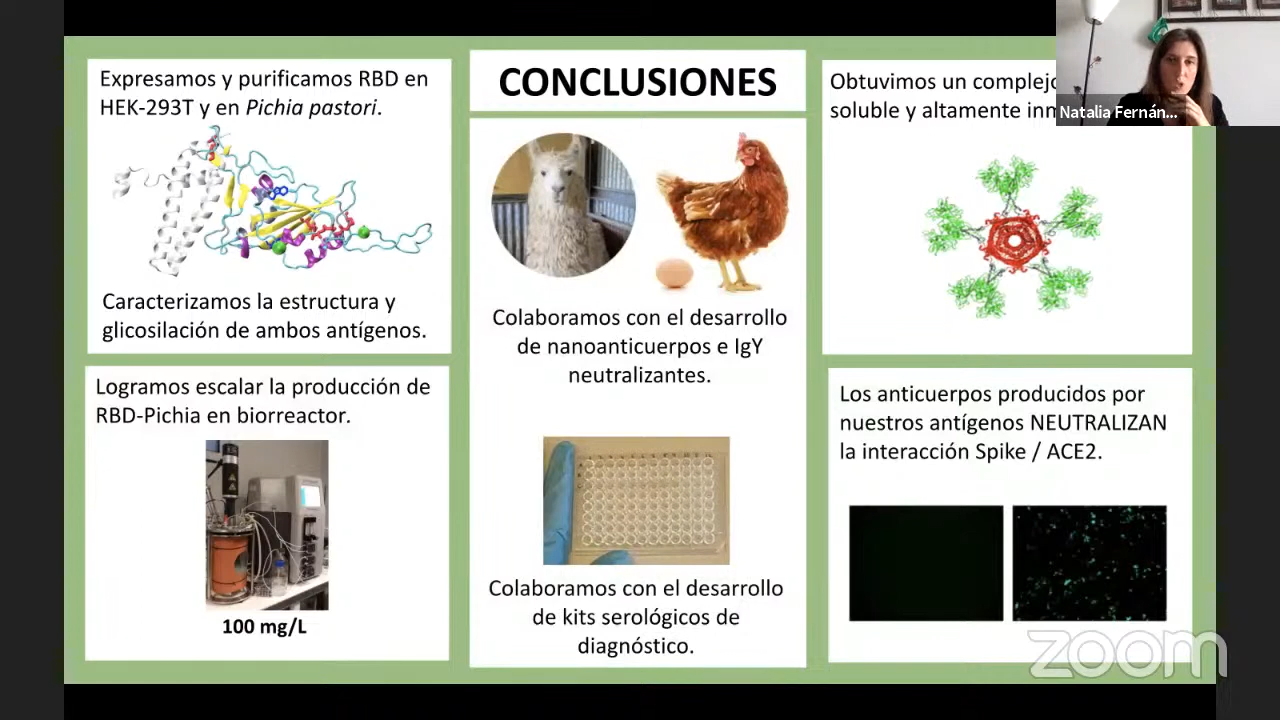 Expresamos y purificamos RBD en
HEK-293T y en Pichia pastori.
Caracterizamos la estructura y
glicosilación de ambos antígenos.
Logramos escalar la producción de
RBD-Pichia en biorreactor.
100 mg/L
CONCLUSIONES
Colaboramos con el desarrollo
de nanoanticuerpos e IgY
neutralizantes.
Colaboramos con el desarrollo
de kits serológicos de
diagnóstico.
Obtuvimos un complejo
soluble y altamente
Natalia Fernán...
Los anticuerpos producidos por
nuestros antígenos NEUTRALIZAN
la interacción Spike / ACE2.
zoom